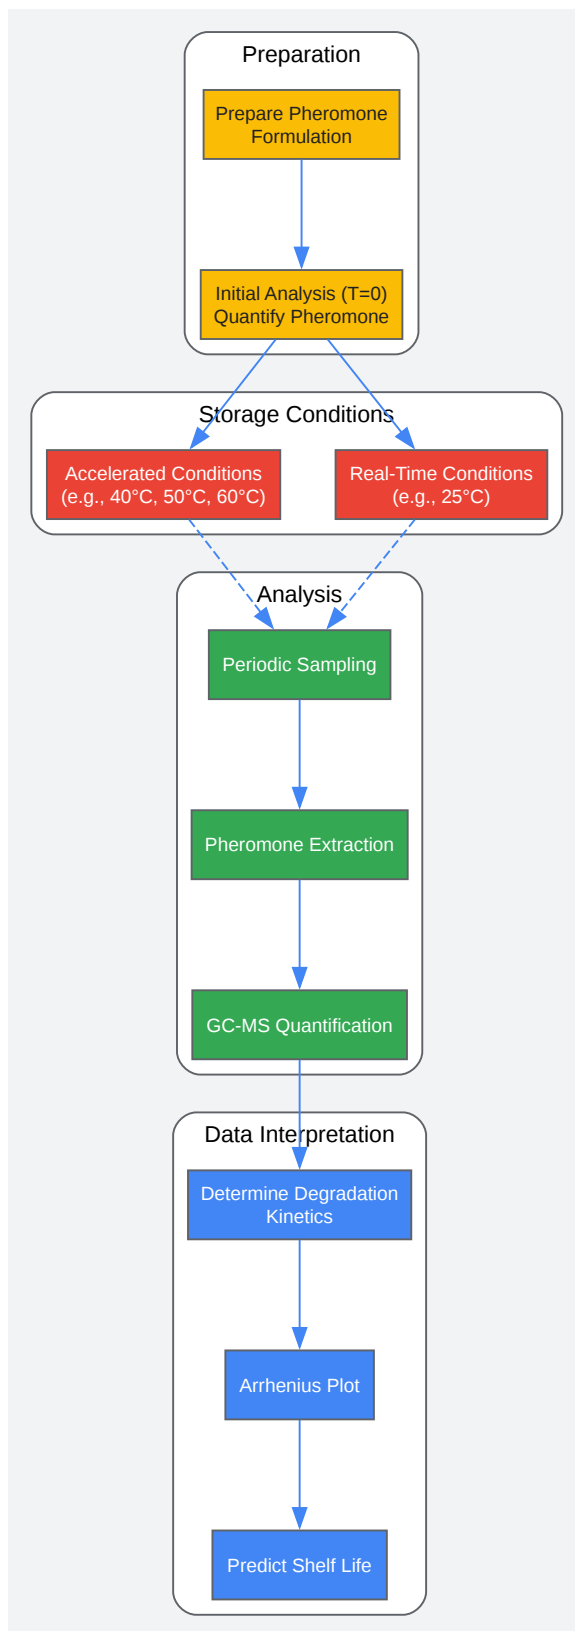 Preparation
Prepare Pheromone
Formulation
Initial Analysis (T=0)
Quantify Pheromone
Storage Conditions
Accelerated Conditions
(e.g., 40°C, 50°C, 60°C)
Real-Time Conditions
(e.g., 25°C)
Analysis
Periodic Sampling
Pheromone Extraction
GC-MS Quantification
Data Interpretation
Determine Degradation
Kinetics
Arrhenius Plot
Predict Shelf Life